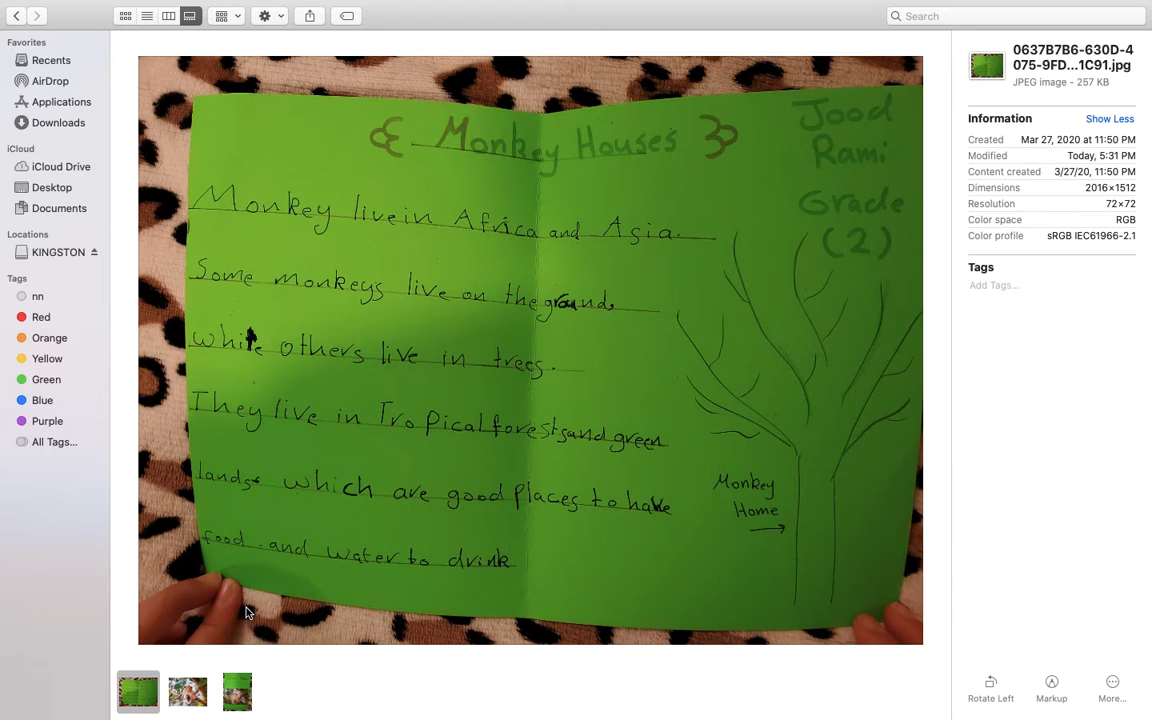 Search
Favorites
Recents
AirDrop
Applications
Downloads
iCloud
iCloud Drive
Desktop
Documents
Locations
KINGSTON
Tags
nn
Red
Orange
Yellow
Green
Blue
Purple
All Tags...
Monkey Houses
Jood
Rami
Grade
(2)
Monkey live in Africa and Asia.
Some monkeys live on the ground,
while others live in trees.
They live in Tropical forests and green
lands which are good places to have
food and water to drink
Monkey
Home
0637B7B6-630D-4
075-9FD...1C91.jpg
JPEG image - 257 KB
Information Show Less
Created Mar 27, 2020 at 11:50 PM
Modified Today, 5:31 PM
Content created 3/27/20, 11:50 PM
Dimensions 2016×1512
Resolution 72×72
Color space RGB
Color profile sRGB IEC61966-2.1
Tags
Add Tags...
Rotate Left Markup More...